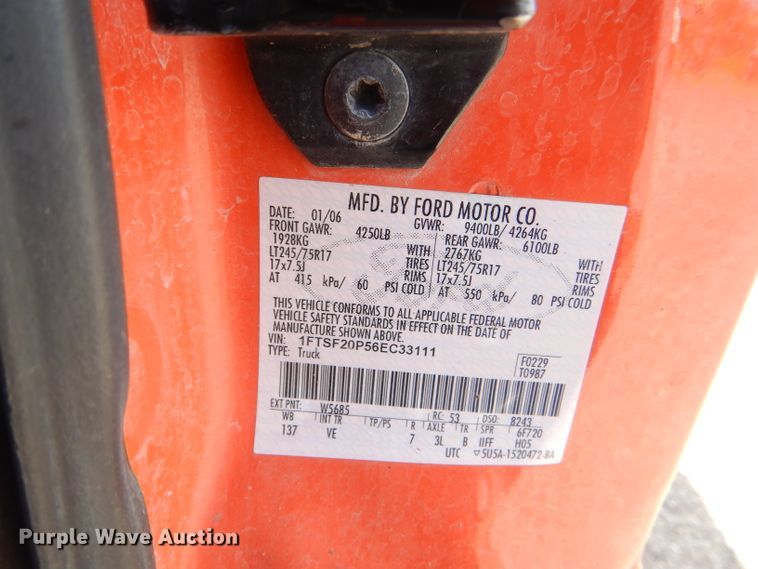 MFD. BY FORD MOTOR CO.
DATE: 01/06 GVWR: 9400LB/ 4264KG
FRONT GAWR: 4250LB REAR GAWR: 6100LB
1928KG WITH 2767KG WITH
LT245/75R17 TIRES LT245/75R17 TIRES
17x7.5J RIMS 17x7.5J RIMS
AT 415 kPa/ 60 PSI COLD AT 550 kPa/ 80 PSI COLD
THIS VEHICLE CONFORMS TO ALL APPLICABLE FEDERAL MOTOR
VEHICLE SAFETY STANDARDS IN EFFECT ON THE DATE OF
MANUFACTURE SHOWN ABOVE.
VIN: 1FTSF20P56EC33111
TYPE: Truck
F0229
T0987
EXT PNT: W5685 RC: 53 DSO: 8243
WB INT TR TP/PS R AXLE TR SPR 6F720
137 VE 7 3L B IIFF H05
UTC ▽5U5A-1520472-BA
Purple Wave Auction